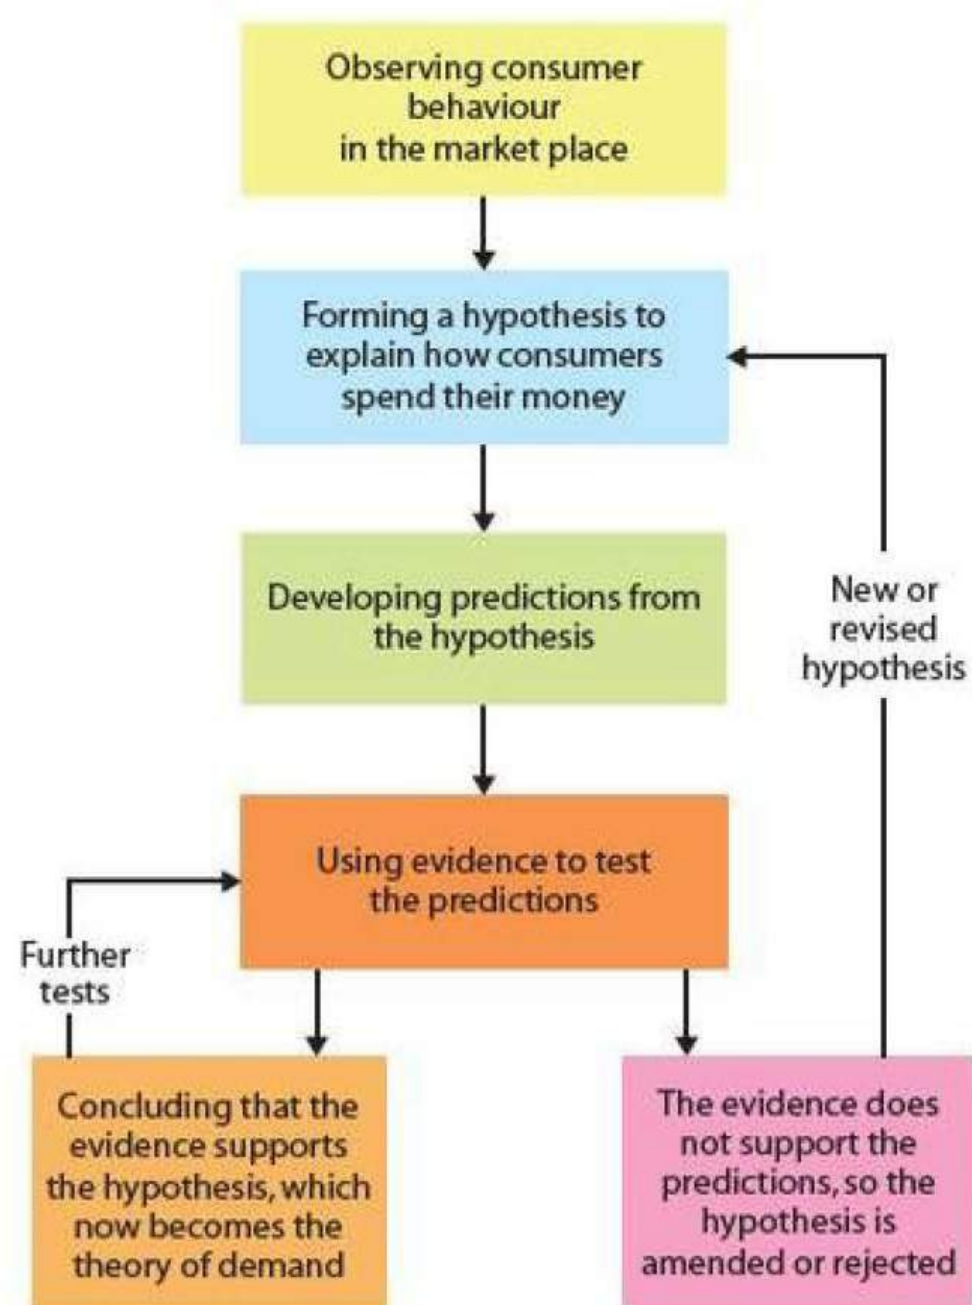 Observing consumer
behaviour
in the market place
Forming a hypothesis to
explain how consumers
spend their money
Developing predictions from
the hypothesis
New or
revised
hypothesis
Using evidence to test
the predictions
Further
tests
Concluding that the
evidence supports
the hypothesis, which
now becomes the
theory of demand
The evidence does
not support the
predictions, so the
hypothesis is
amended or rejected